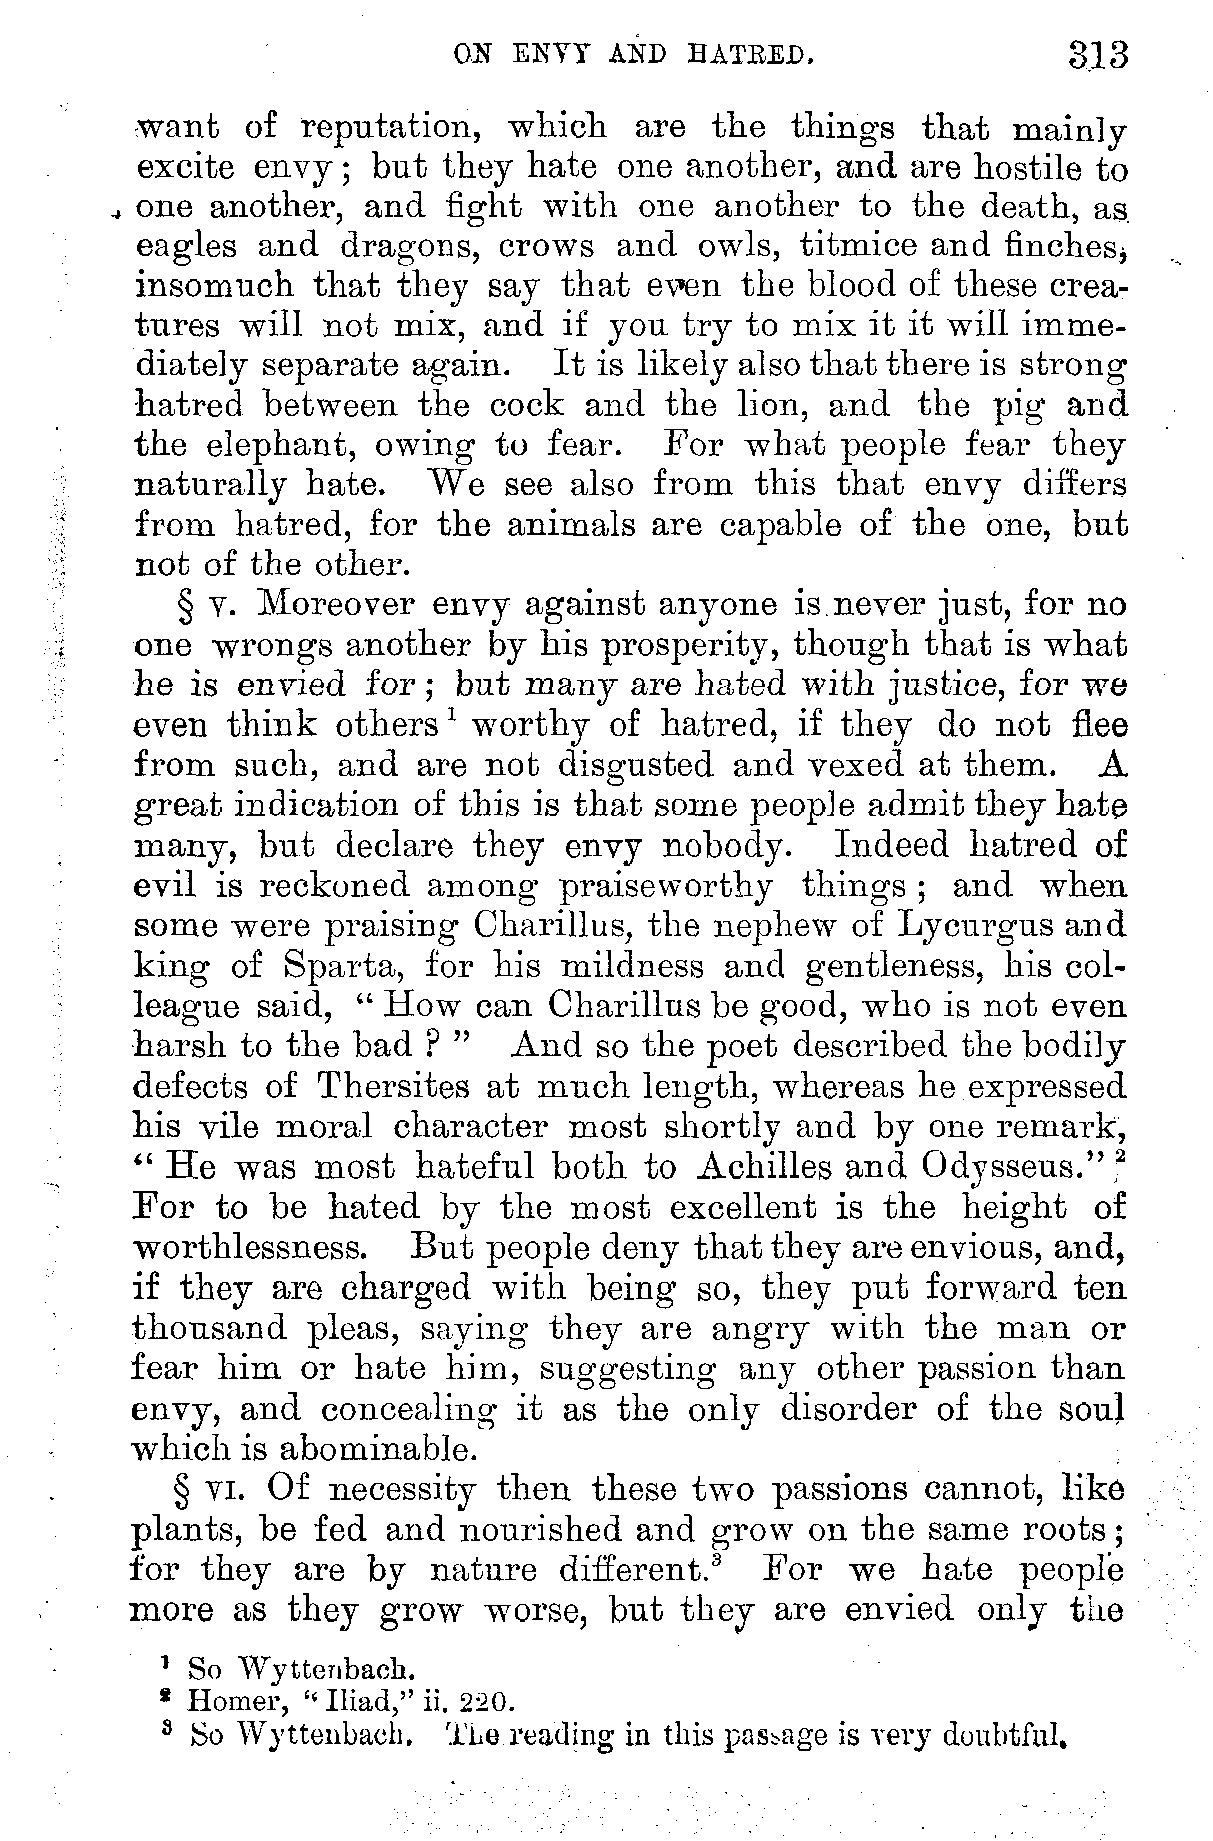 ON ENVY AND HATRED. 313
want of reputation, which are the things that mainly
excite envy; but they hate one another, and are hostile to
one another, and fight with one another to the death, as
eagles and dragons, crows and owls, titmice and finches,
insomuch that they say that even the blood of these crea-
tures will not mix, and if you try to mix it it will imme-
diately separate again. It is likely also that there is strong
hatred between the cock and the lion, and the pig and
the elephant, owing to fear. For what people fear they
naturally hate. We see also from this that envy differs
from hatred, for the animals are capable of the one, but
not of the other.
§ v. Moreover envy against anyone is never just, for no
one wrongs another by his prosperity, though that is what
he is envied for; but many are hated with justice, for we
even think others ¹ worthy of hatred, if they do not flee
from such, and are not disgusted and vexed at them. A
great indication of this is that some people admit they hate
many, but declare they envy nobody. Indeed hatred of
evil is reckoned among praiseworthy things; and when
some were praising Charillus, the nephew of Lycurgus and
king of Sparta, for his mildness and gentleness, his col-
league said, "How can Charillus be good, who is not even
harsh to the bad?" And so the poet described the bodily
defects of Thersites at much length, whereas he expressed
his vile moral character most shortly and by one remark,
"He was most hateful both to Achilles and Odysseus." ²
For to be hated by the most excellent is the height of
worthlessness. But people deny that they are envious, and,
if they are charged with being so, they put forward ten
thousand pleas, saying they are angry with the man or
fear him or hate him, suggesting any other passion than
envy, and concealing it as the only disorder of the soul
which is abominable.
§ vi. Of necessity then these two passions cannot, like
plants, be fed and nourished and grow on the same roots;
for they are by nature different.³ For we hate people
more as they grow worse, but they are envied only the
¹ So Wyttenbach.
² Homer, "Iliad," ii. 220.
³ So Wyttenbach. The reading in this passage is very doubtful.